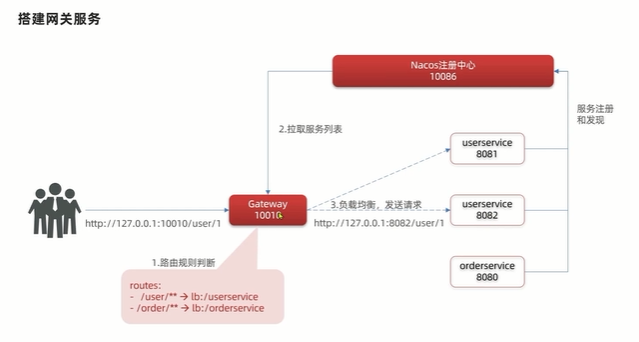 搭建网关服务
Nacos注册中心
10086
服务注册
和发现
2.拉取服务列表
userservice
8081
Gateway
10010
3.负载均衡，发送请求
userservice
8082
http://127.0.0.1:10010/user/1
http://127.0.0.1:8082/user/1
1.路由规则判断
orderservice
8080
routes:
- /user/** → lb:/userservice
- /order/** → lb:/orderservice